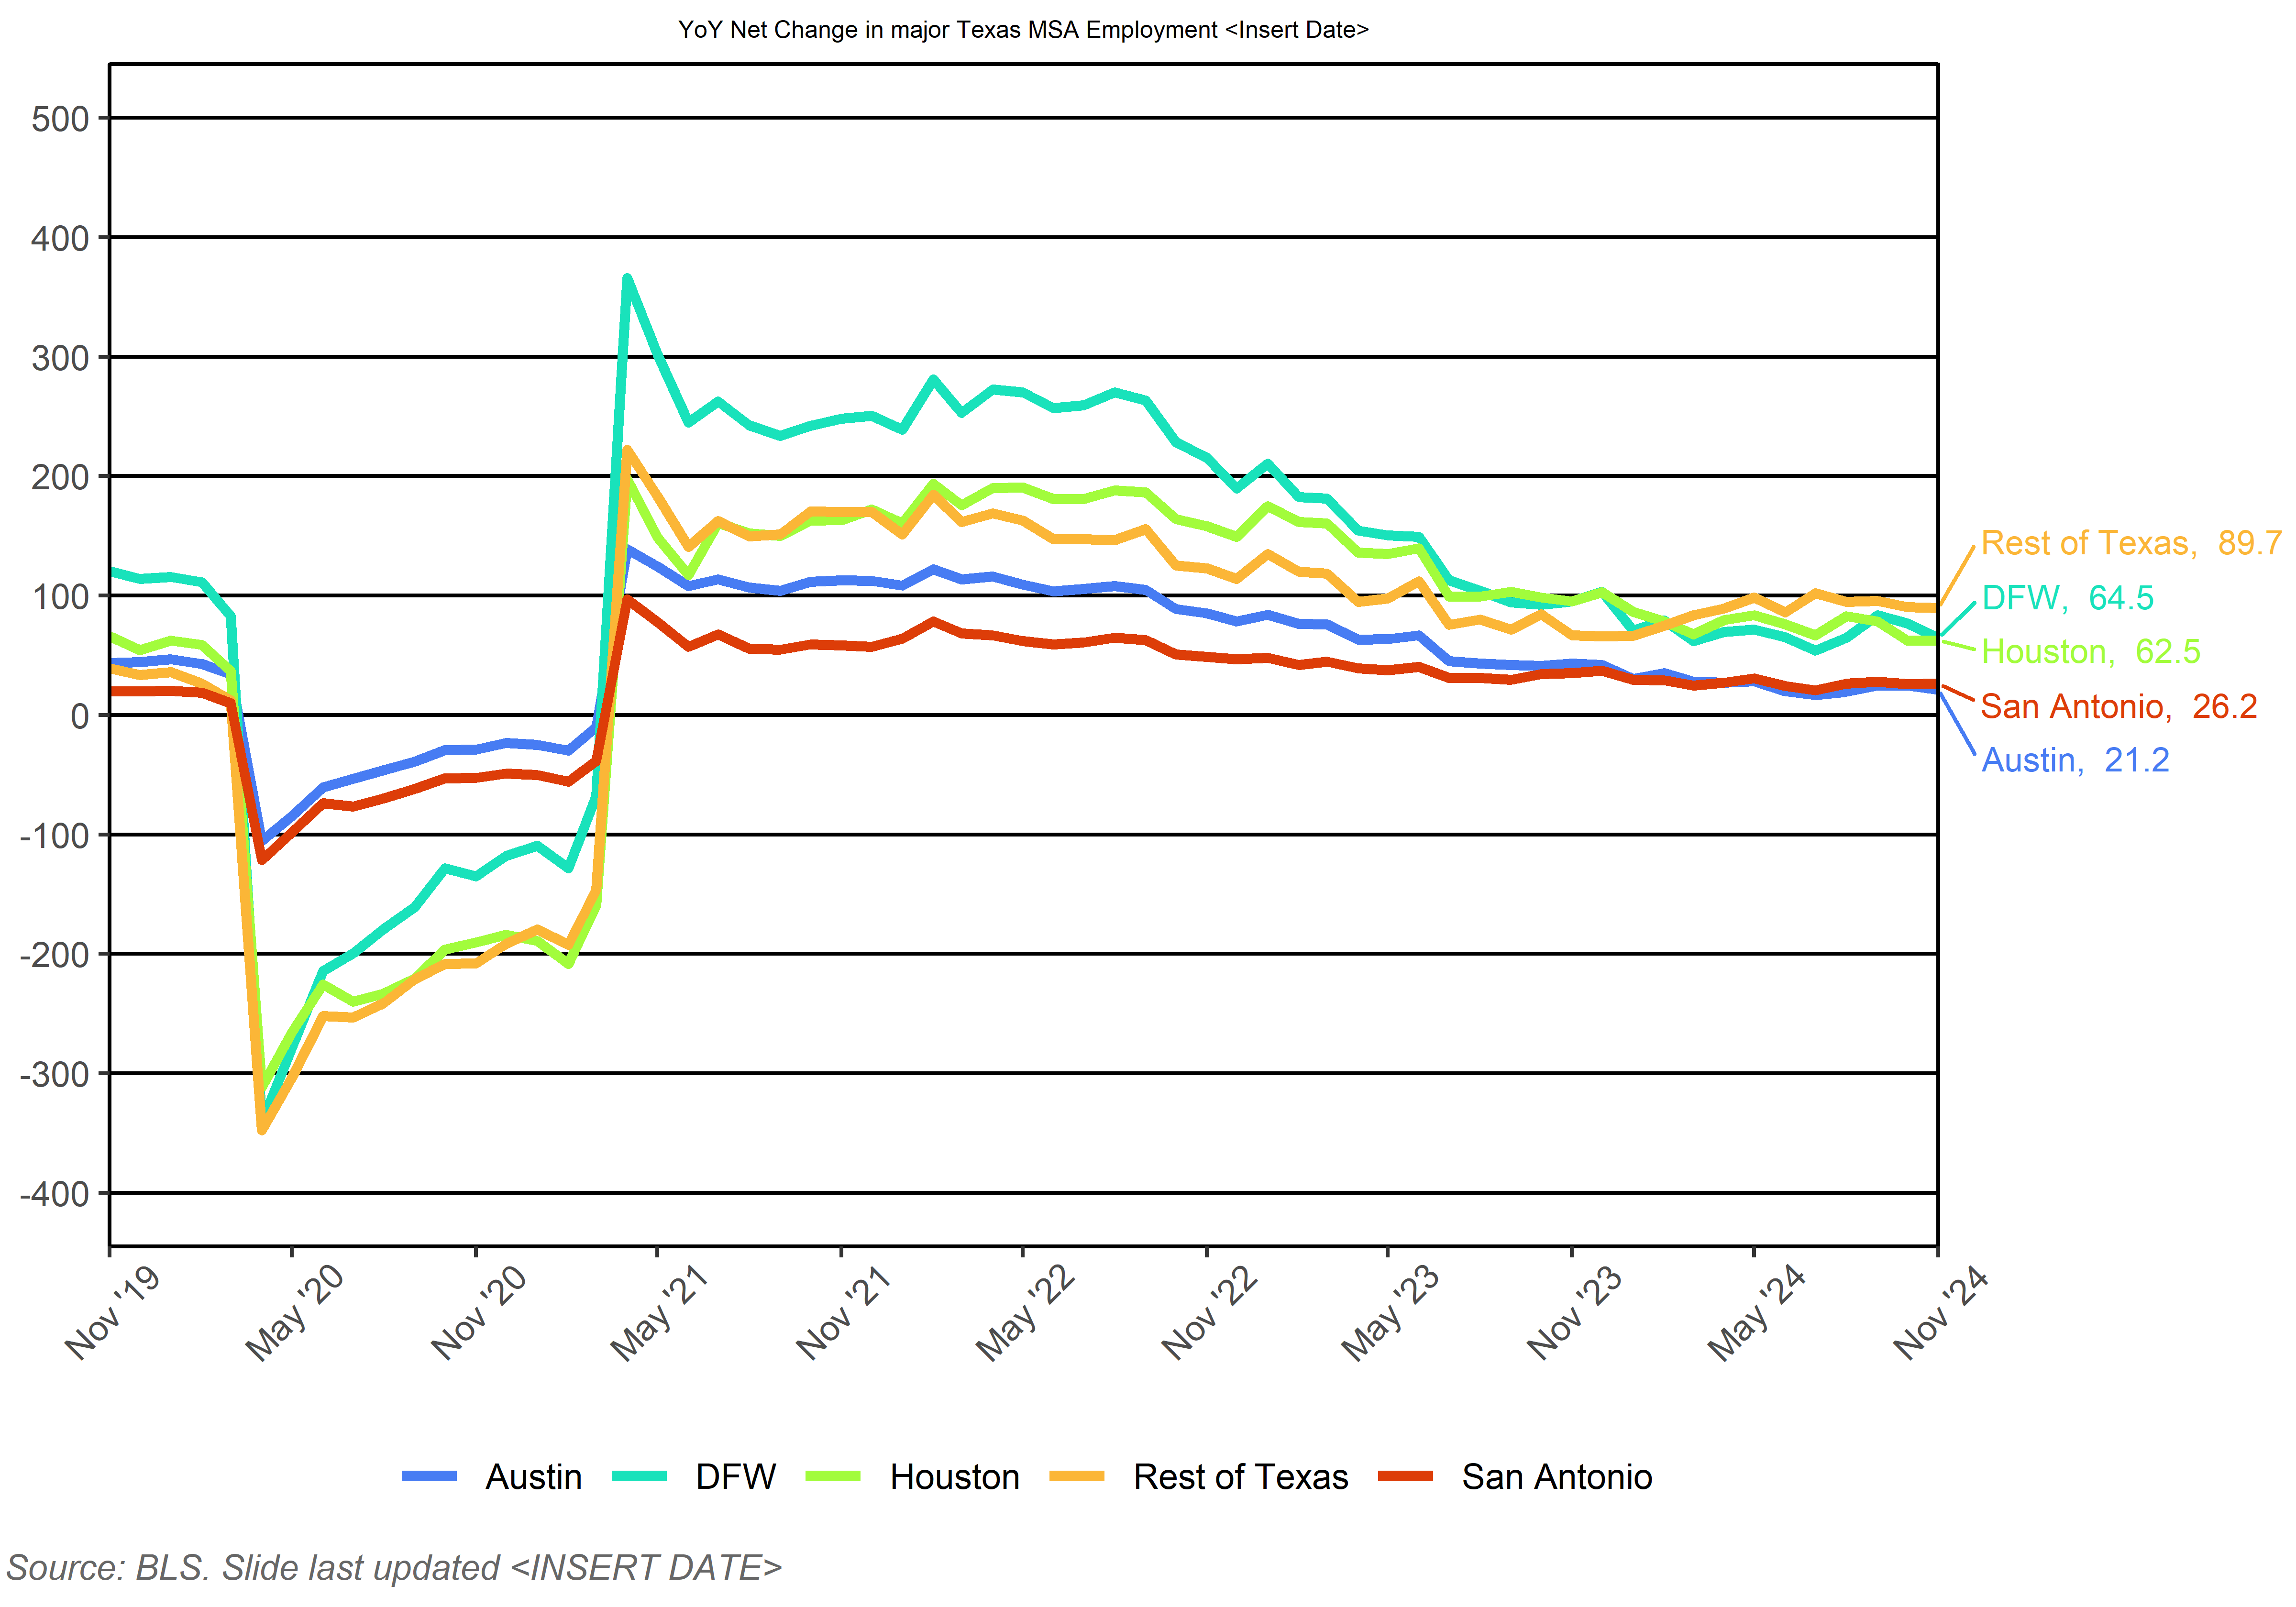 YoY Net Change in major Texas MSA Employment <Insert Date>
500
400
300
200
100
0
-100
-200
-300
-400
Rest of Texas,  89.7
DFW,  64.5
Houston,  62.5
San Antonio,  26.2
Austin,  21.2
Nov '19
May '20
Nov '20
May '21
Nov '21
May '22
Nov '22
May '23
Nov '23
May '24
Nov '24
Austin
DFW
Houston
Rest of Texas
San Antonio
Source: BLS. Slide last updated <INSERT DATE>